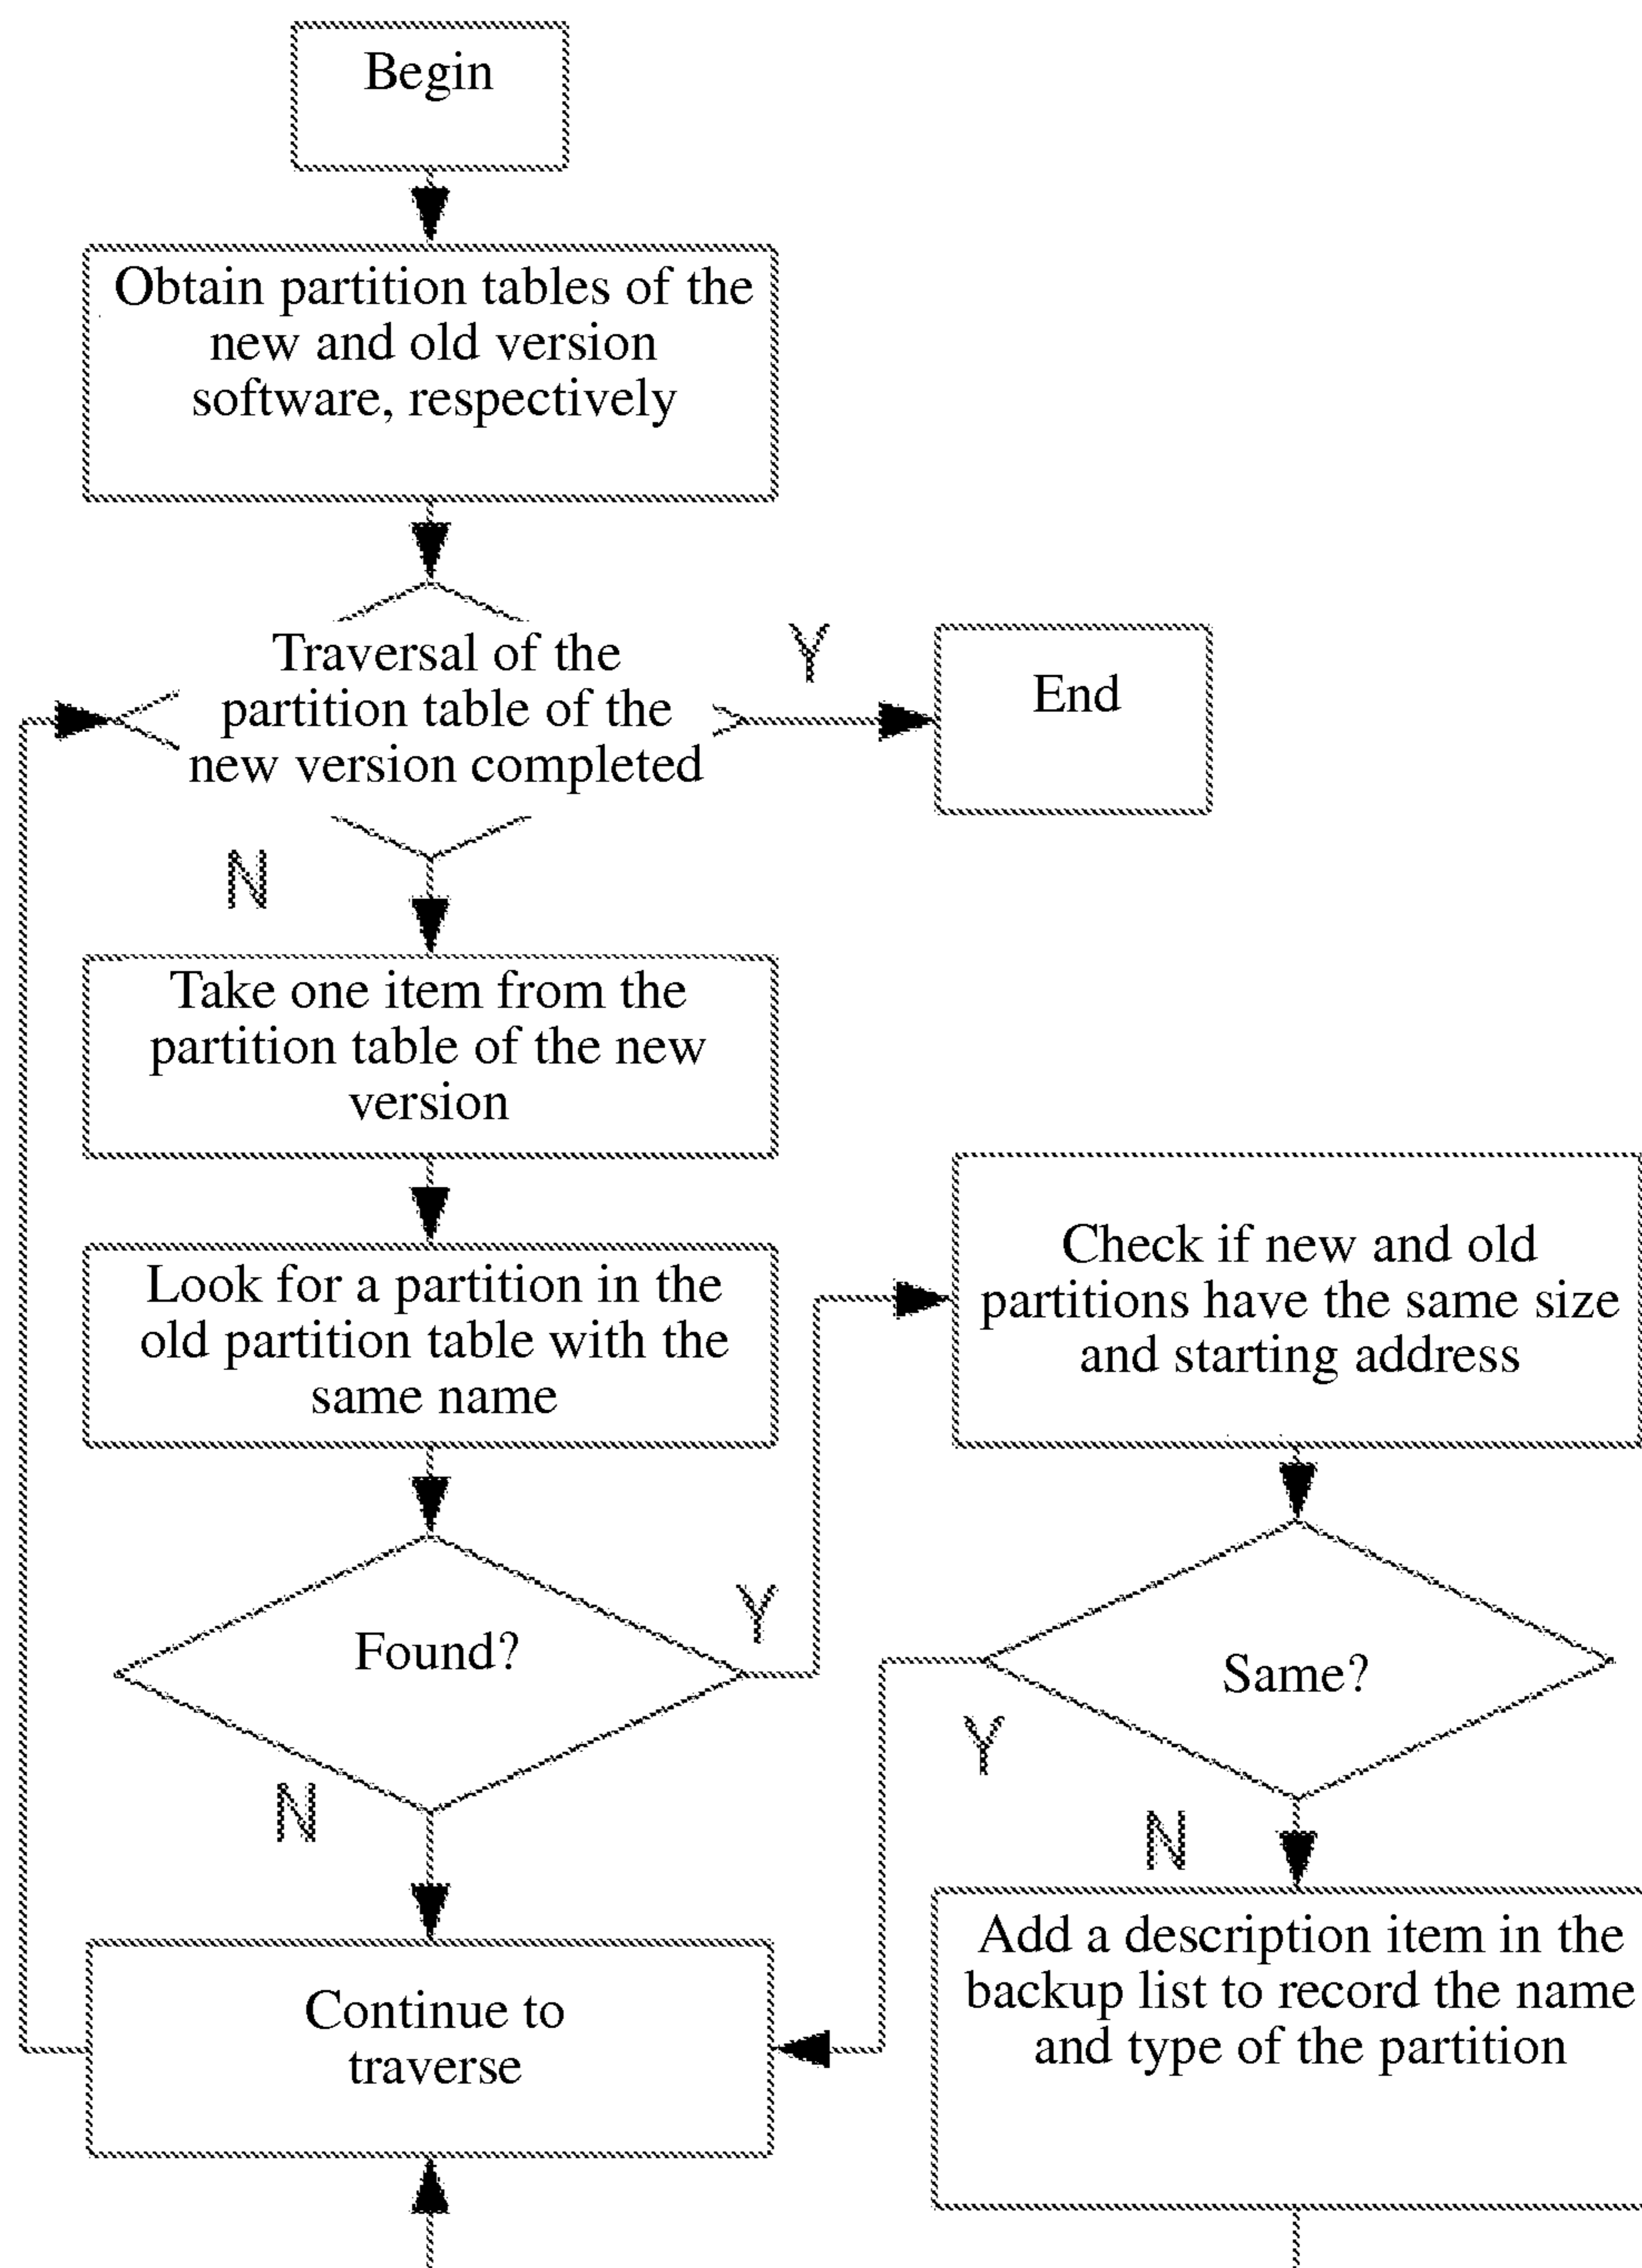 Begin
Obtain partition tables of the
new and old version
software, respectively
Traversal of the
partition table of the
new version completed
Y
End
N
Take one item from the
partition table of the new
version
Look for a partition in the
old partition table with the
same name
Check if new and old
partitions have the same size
and starting address
Found?
Y
N
Same?
Y
N
Continue to
traverse
Add a description item in the
backup list to record the name
and type of the partition